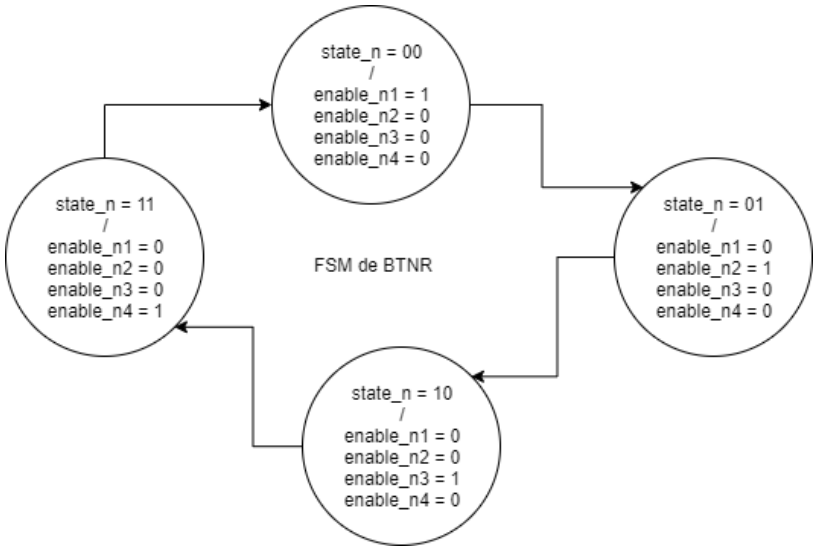 state_n = 00
/
enable_n1 = 1
enable_n2 = 0
enable_n3 = 0
enable_n4 = 0
state_n = 11
/
enable_n1 = 0
enable_n2 = 0
enable_n3 = 0
enable_n4 = 1
FSM de BTNR
state_n = 01
/
enable_n1 = 0
enable_n2 = 1
enable_n3 = 0
enable_n4 = 0
state_n = 10
/
enable_n1 = 0
enable_n2 = 0
enable_n3 = 1
enable_n4 = 0